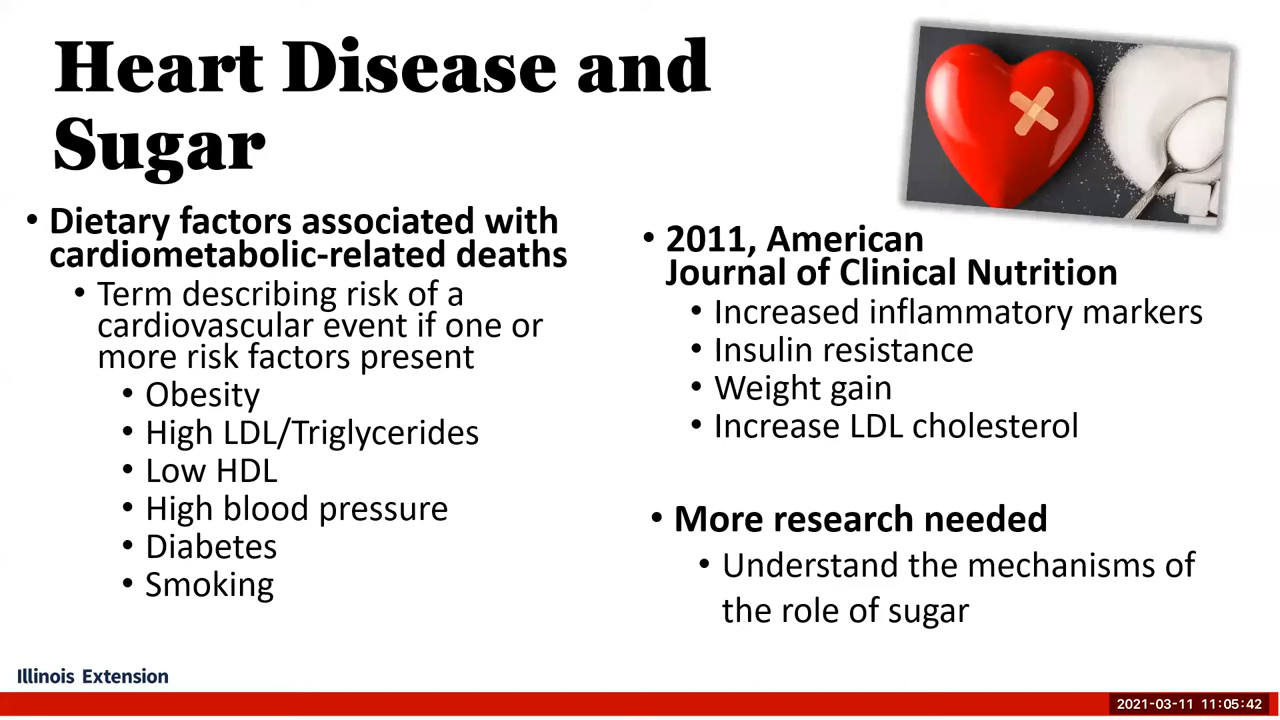 Heart Disease and
Sugar
• Dietary factors associated with
cardiometabolic-related deaths
• Term describing risk of a
cardiovascular event if one or
more risk factors present
• Obesity
• High LDL/Triglycerides
• Low HDL
• High blood pressure
• Diabetes
• Smoking
• 2011, American
Journal of Clinical Nutrition
• Increased inflammatory markers
• Insulin resistance
• Weight gain
• Increase LDL cholesterol
• More research needed
• Understand the mechanisms of
the role of sugar
Illinois Extension
2021-03-11 11:05:42